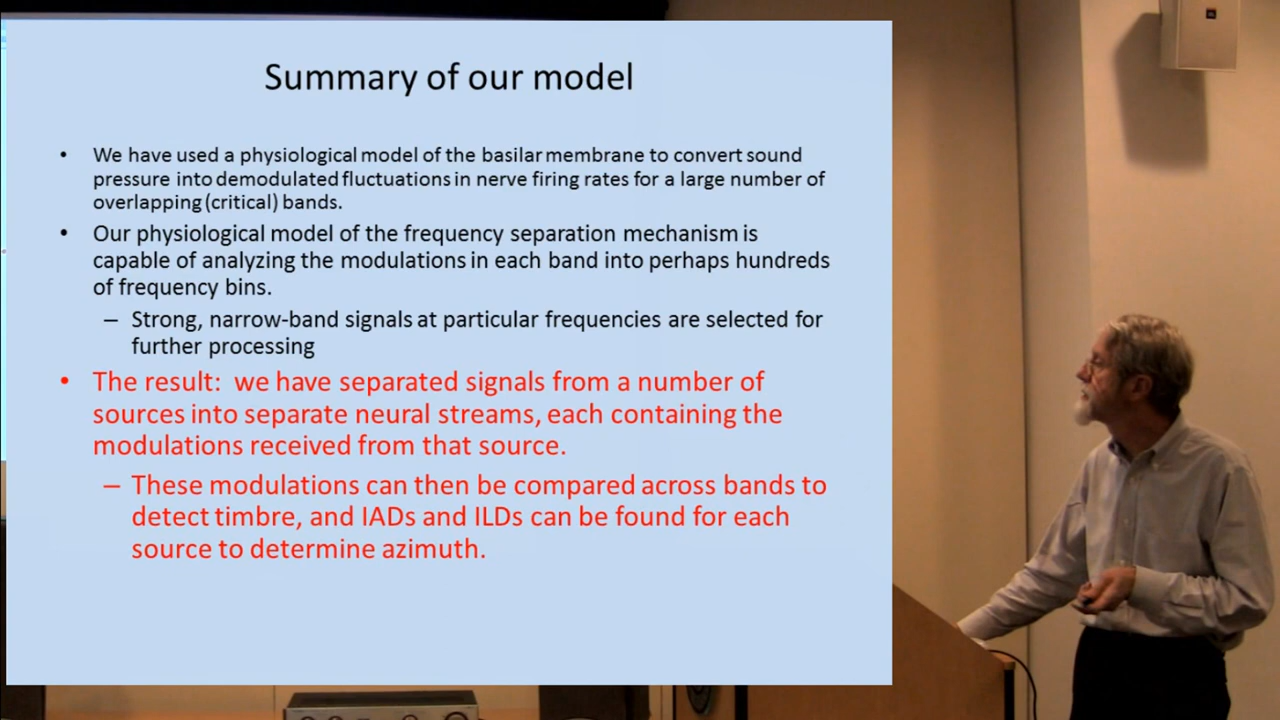 Summary of our model
• We have used a physiological model of the basilar membrane to convert sound
pressure into demodulated fluctuations in nerve firing rates for a large number of
overlapping (critical) bands.
• Our physiological model of the frequency separation mechanism is
capable of analyzing the modulations in each band into perhaps hundreds
of frequency bins.
– Strong, narrow-band signals at particular frequencies are selected for
further processing
• The result: we have separated signals from a number of
sources into separate neural streams, each containing the
modulations received from that source.
– These modulations can then be compared across bands to
detect timbre, and IADs and ILDs can be found for each
source to determine azimuth.